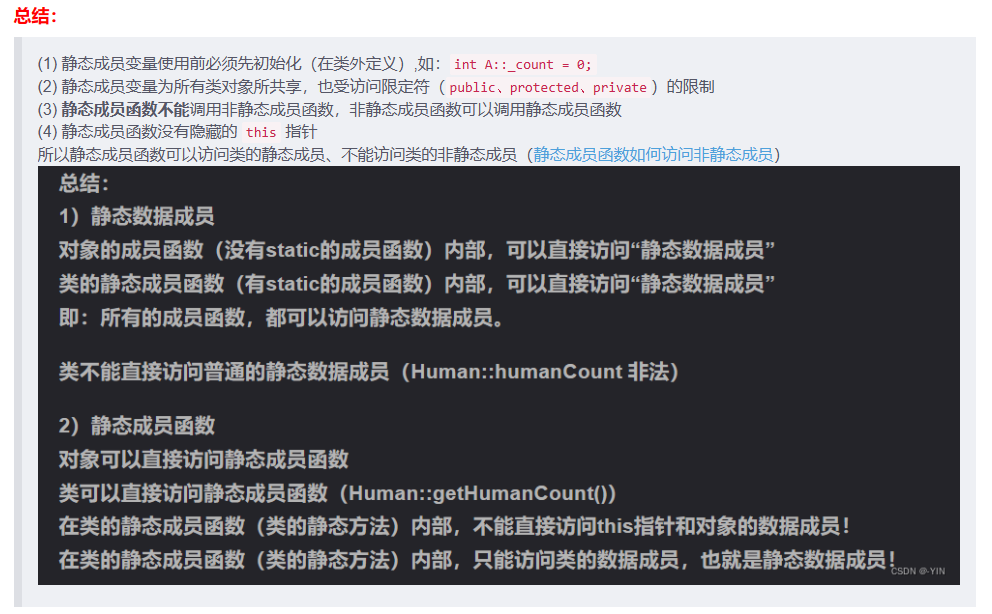 总结：
(1) 静态成员变量使用前必须先初始化（在类外定义）,如： int A::_count = 0;
(2) 静态成员变量为所有类对象所共享，也受访问限定符（ public、protected、private ）的限制
(3) 静态成员函数不能调用非静态成员函数，非静态成员函数可以调用静态成员函数
(4) 静态成员函数没有隐藏的 this 指针
所以静态成员函数可以访问类的静态成员、不能访问类的非静态成员（静态成员函数如何访问非静态成员）
总结：
1）静态数据成员
对象的成员函数（没有static的成员函数）内部，可以直接访问“静态数据成员”
类的静态成员函数（有static的成员函数）内部，可以直接访问“静态数据成员”
即：所有的成员函数，都可以访问静态数据成员。
类不能直接访问普通的静态数据成员（Human::humanCount 非法）
2）静态成员函数
对象可以直接访问静态成员函数
类可以直接访问静态成员函数（Human::getHumanCount()）
在类的静态成员函数（类的静态方法）内部，不能直接访问this指针和对象的数据成员！
在类的静态成员函数（类的静态方法）内部，只能访问类的数据成员，也就是静态数据成员！
CSDN @-YIN